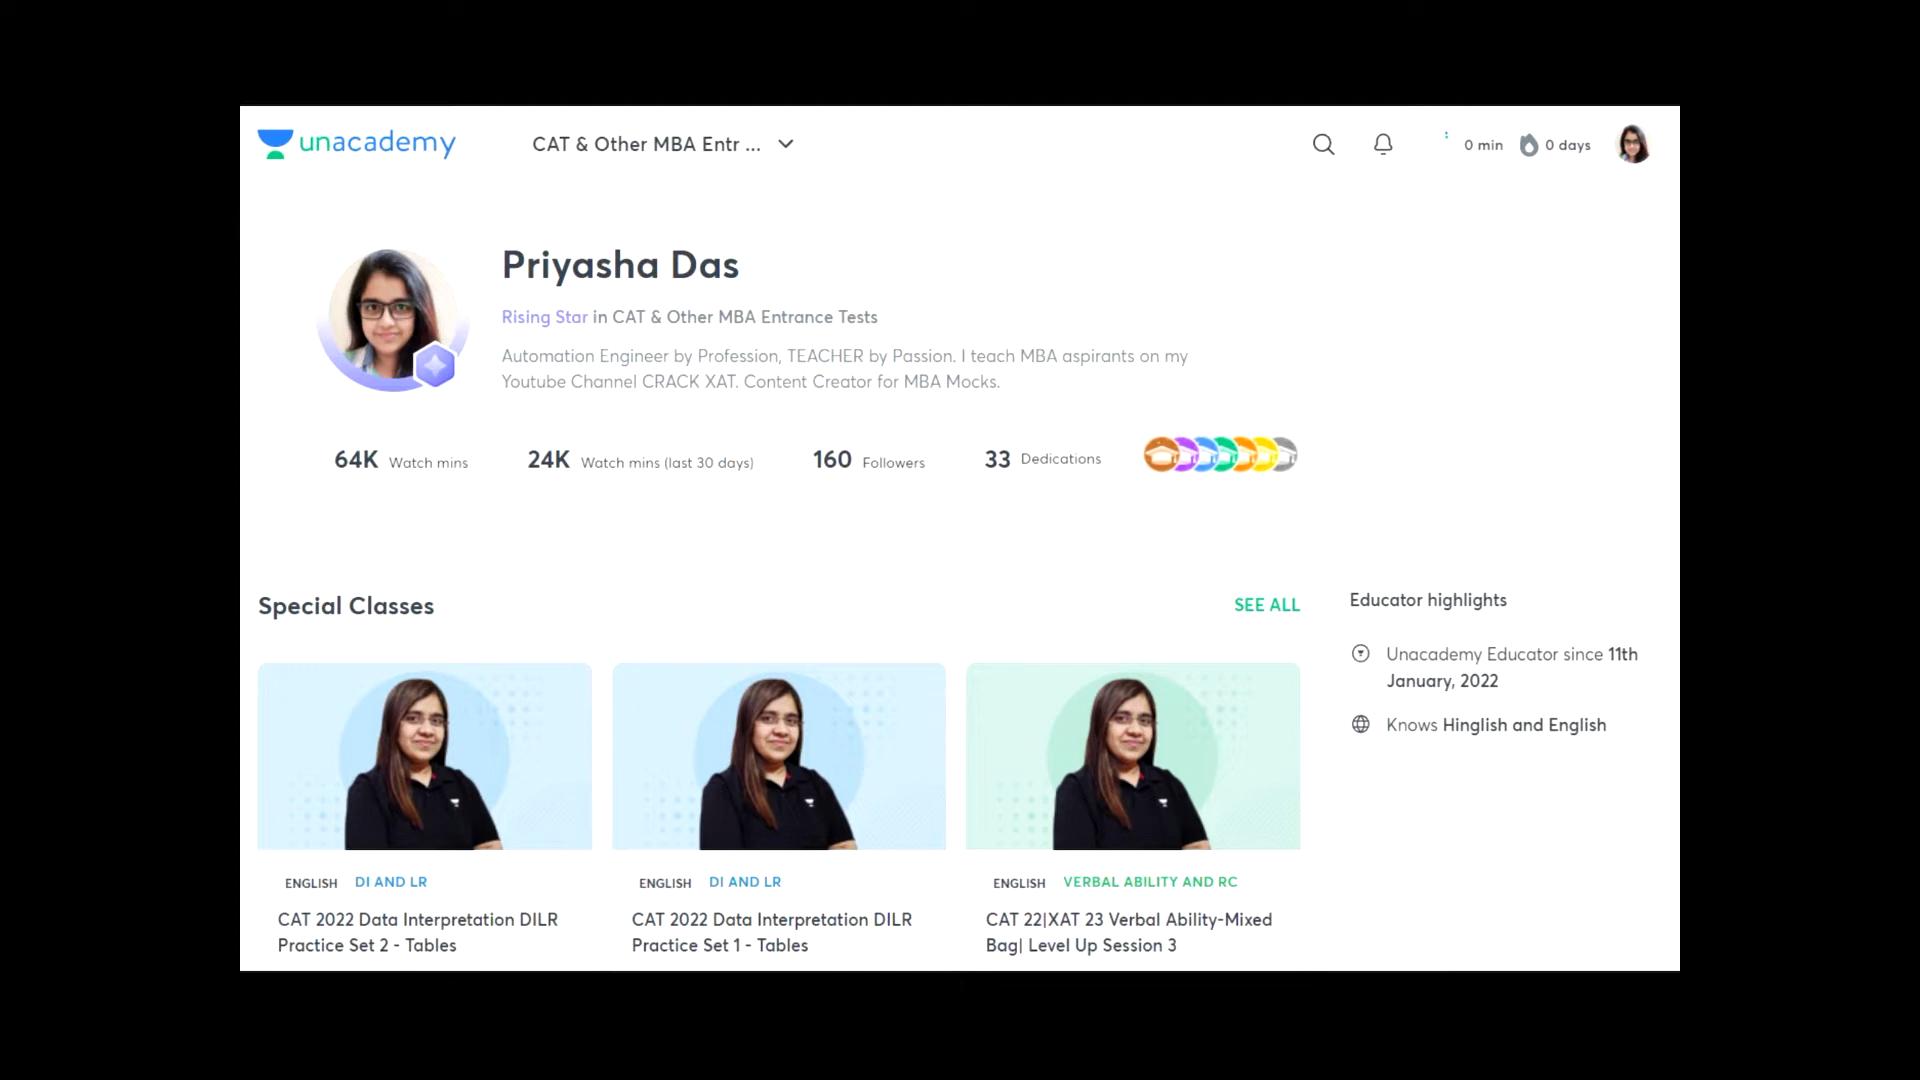 unacademy
CAT & Other MBA Entr ...
0 min
0 days
Priyasha Das
Rising Star in CAT & Other MBA Entrance Tests
Automation Engineer by Profession, TEACHER by Passion. I teach MBA aspirants on my
Youtube Channel CRACK XAT. Content Creator for MBA Mocks.
64K Watch mins
24K Watch mins (last 30 days)
160 Followers
33 Dedications
Special Classes
SEE ALL
ENGLISH DI AND LR
CAT 2022 Data Interpretation DILR
Practice Set 2 - Tables
ENGLISH DI AND LR
CAT 2022 Data Interpretation DILR
Practice Set 1 - Tables
ENGLISH VERBAL ABILITY AND RC
CAT 22|XAT 23 Verbal Ability-Mixed
Bag| Level Up Session 3
Educator highlights
Unacademy Educator since 11th
January, 2022
Knows Hinglish and English